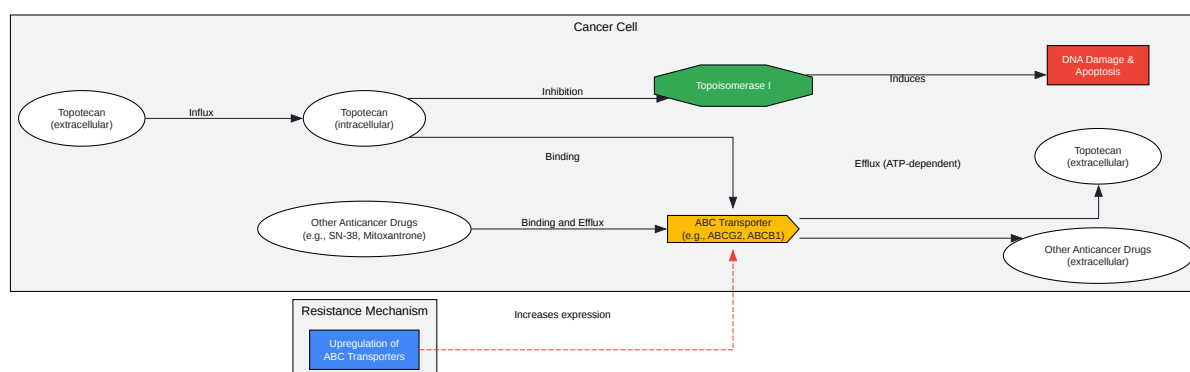 Cancer Cell
DNA Damage &
Apoptosis
Topoisomerase I
Induces
Inhibition
Topotecan
(extracellular)
Influx
Topotecan
(intracellular)
Binding
Efflux (ATP-dependent)
Topotecan
(extracellular)
Other Anticancer Drugs
(e.g., SN-38, Mitoxantrone)
Binding and Efflux
ABC Transporter
(e.g., ABCG2, ABCB1)
Other Anticancer Drugs
(extracellular)
Resistance Mechanism
Increases expression
Upregulation of
ABC Transporters